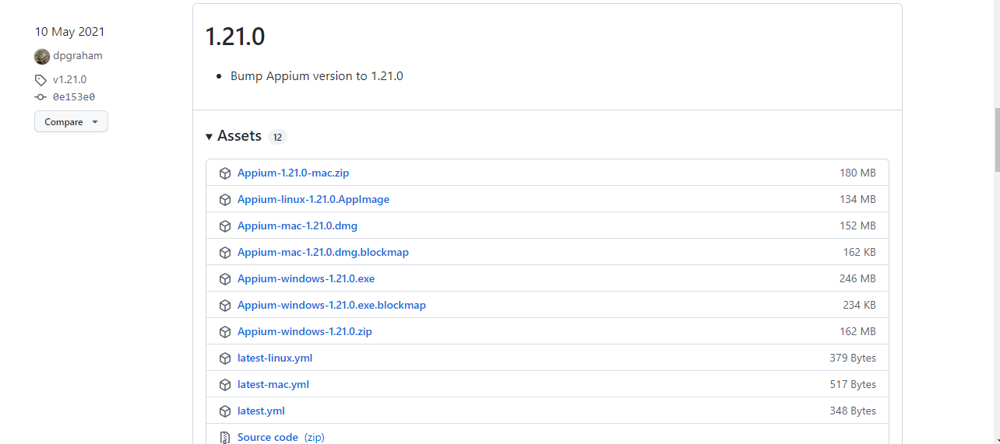 10 May 2021
dpgraham
v1.21.0
0e153e0
Compare
1.21.0
Bump Appium version to 1.21.0
Assets 12
Appium-1.21.0-mac.zip 180 MB
Appium-linux-1.21.0.AppImage 134 MB
Appium-mac-1.21.0.dmg 152 MB
Appium-mac-1.21.0.dmg.blockmap 162 KB
Appium-windows-1.21.0.exe 246 MB
Appium-windows-1.21.0.exe.blockmap 234 KB
Appium-windows-1.21.0.zip 162 MB
latest-linux.yml 379 Bytes
latest-mac.yml 517 Bytes
latest.yml 348 Bytes
Source code (zip)